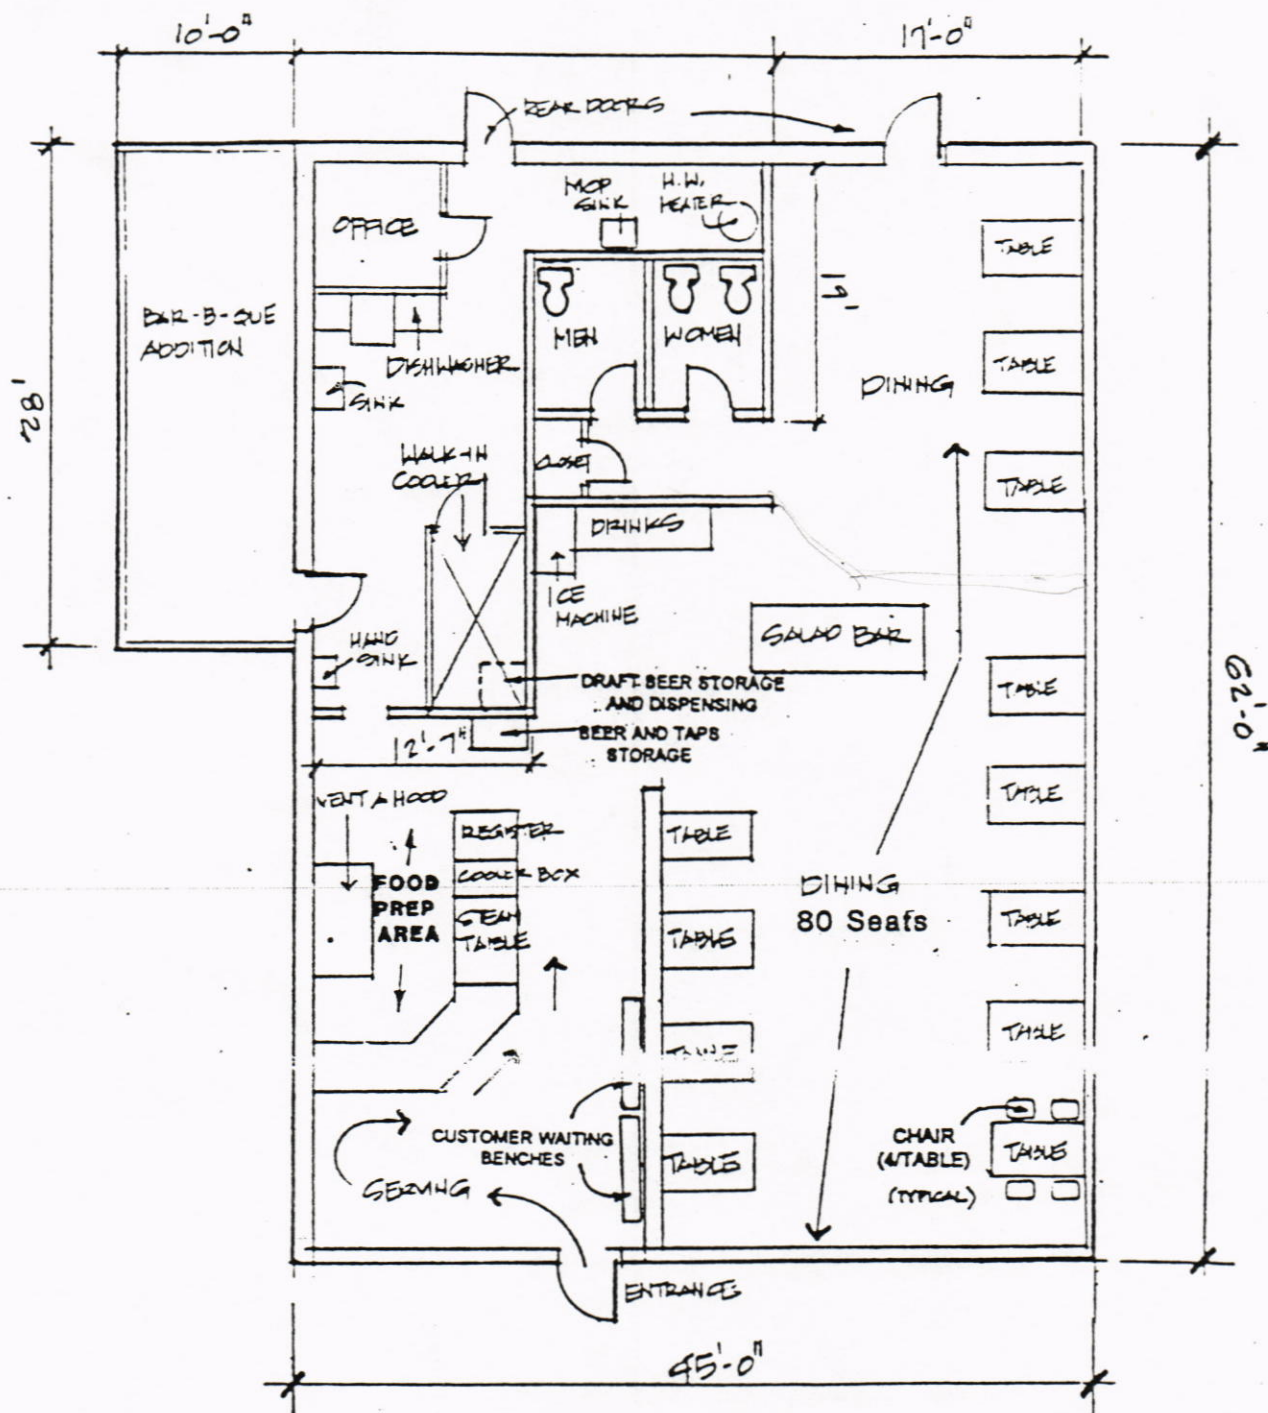 10'-0"
17'-0"
REAR DOORS
MOP
SINK
H.W.
HEATER
OFFICE
TABLE
19'
BAR-B-QUE
ADDITION
MEN
WOMEN
DISHWASHER
TABLE
DINING
SINK
28'
WALK-IN
COOLER
CLOSET
TABLE
DRINKS
ICE
MACHINE
SALAD BAR
HAND
SINK
DRAFT BEER STORAGE
AND DISPENSING
TABLE
62'-0"
BEER AND TAPS
STORAGE
12'-7"
VENT A HOOD
TABLE
REGISTER
TABLE
COOLER BOX
FOOD
PREP
AREA
DINING
80 Seats
STEAM
TABLE
TABLE
TABLE
TABLE
TABLE
CUSTOMER WAITING
BENCHES
CHAIR
(4/TABLE)
(TYPICAL)
TABLE
TABLE
SERVING
ENTRANCE
45'-0"